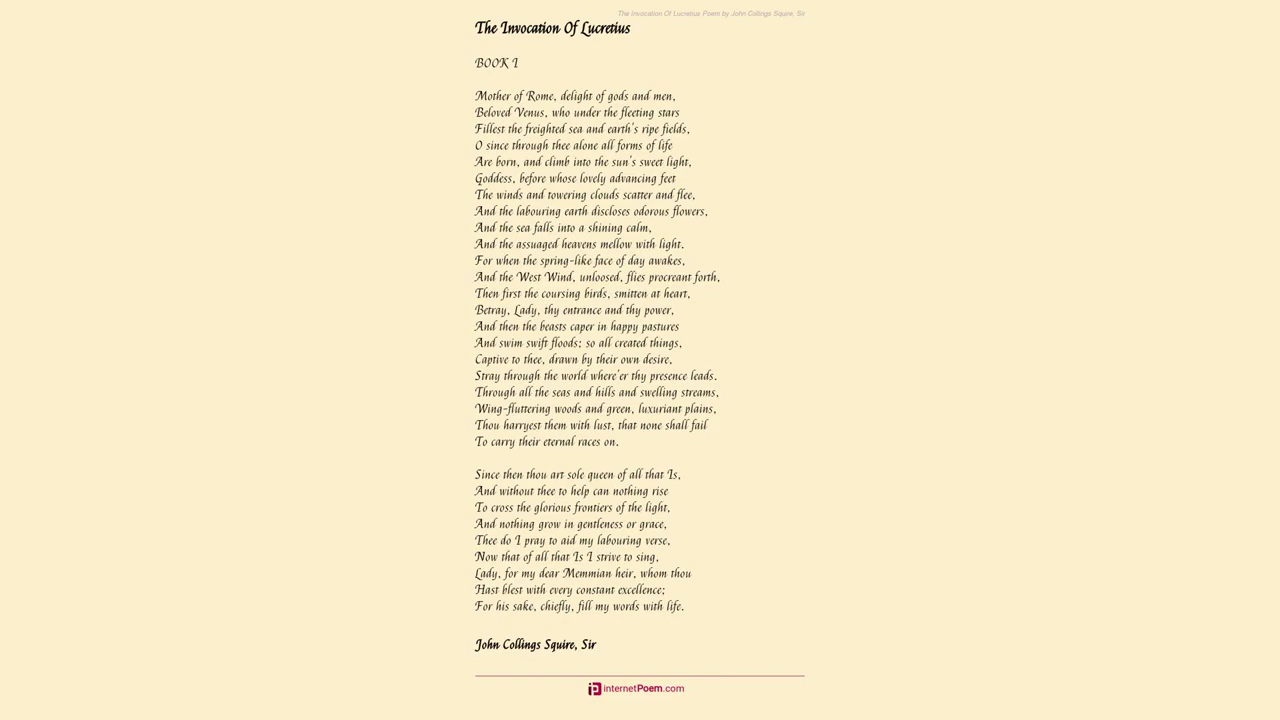 The Invocation Of Lucretius Poem by John Collings Squire, Sir
The Invocation Of Lucretius
BOOK I
Mother of Rome, delight of gods and men,
Beloved Venus, who under the fleeting stars
Fillest the freighted sea and earth's ripe fields,
O since through thee alone all forms of life
Are born, and climb into the sun's sweet light,
Goddess, before whose lovely advancing feet
The winds and towering clouds scatter and flee,
And the labouring earth discloses odorous flowers,
And the sea falls into a shining calm,
And the assuaged heavens mellow with light.
For when the spring-like face of day awakes,
And the West Wind, unloosed, flies procreant forth,
Then first the coursing birds, smitten at heart,
Betray, Lady, thy entrance and thy power,
And then the beasts caper in happy pastures
And swim swift floods; so all created things,
Captive to thee, drawn by their own desire,
Stray through the world where'er thy presence leads.
Through all the seas and hills and swelling streams,
Wing-fluttering woods and green, luxuriant plains,
Thou harryest them with lust, that none shall fail
To carry their eternal races on.
Since then thou art sole queen of all that Is,
And without thee to help can nothing rise
To cross the glorious frontiers of the light,
And nothing grow in gentleness or grace,
Thee do I pray to aid my labouring verse,
Now that of all that Is I strive to sing,
Lady, for my dear Memmian heir, whom thou
Hast blest with every constant excellence;
For his sake, chiefly, fill my words with life.
John Collings Squire, Sir
internetPoem.com